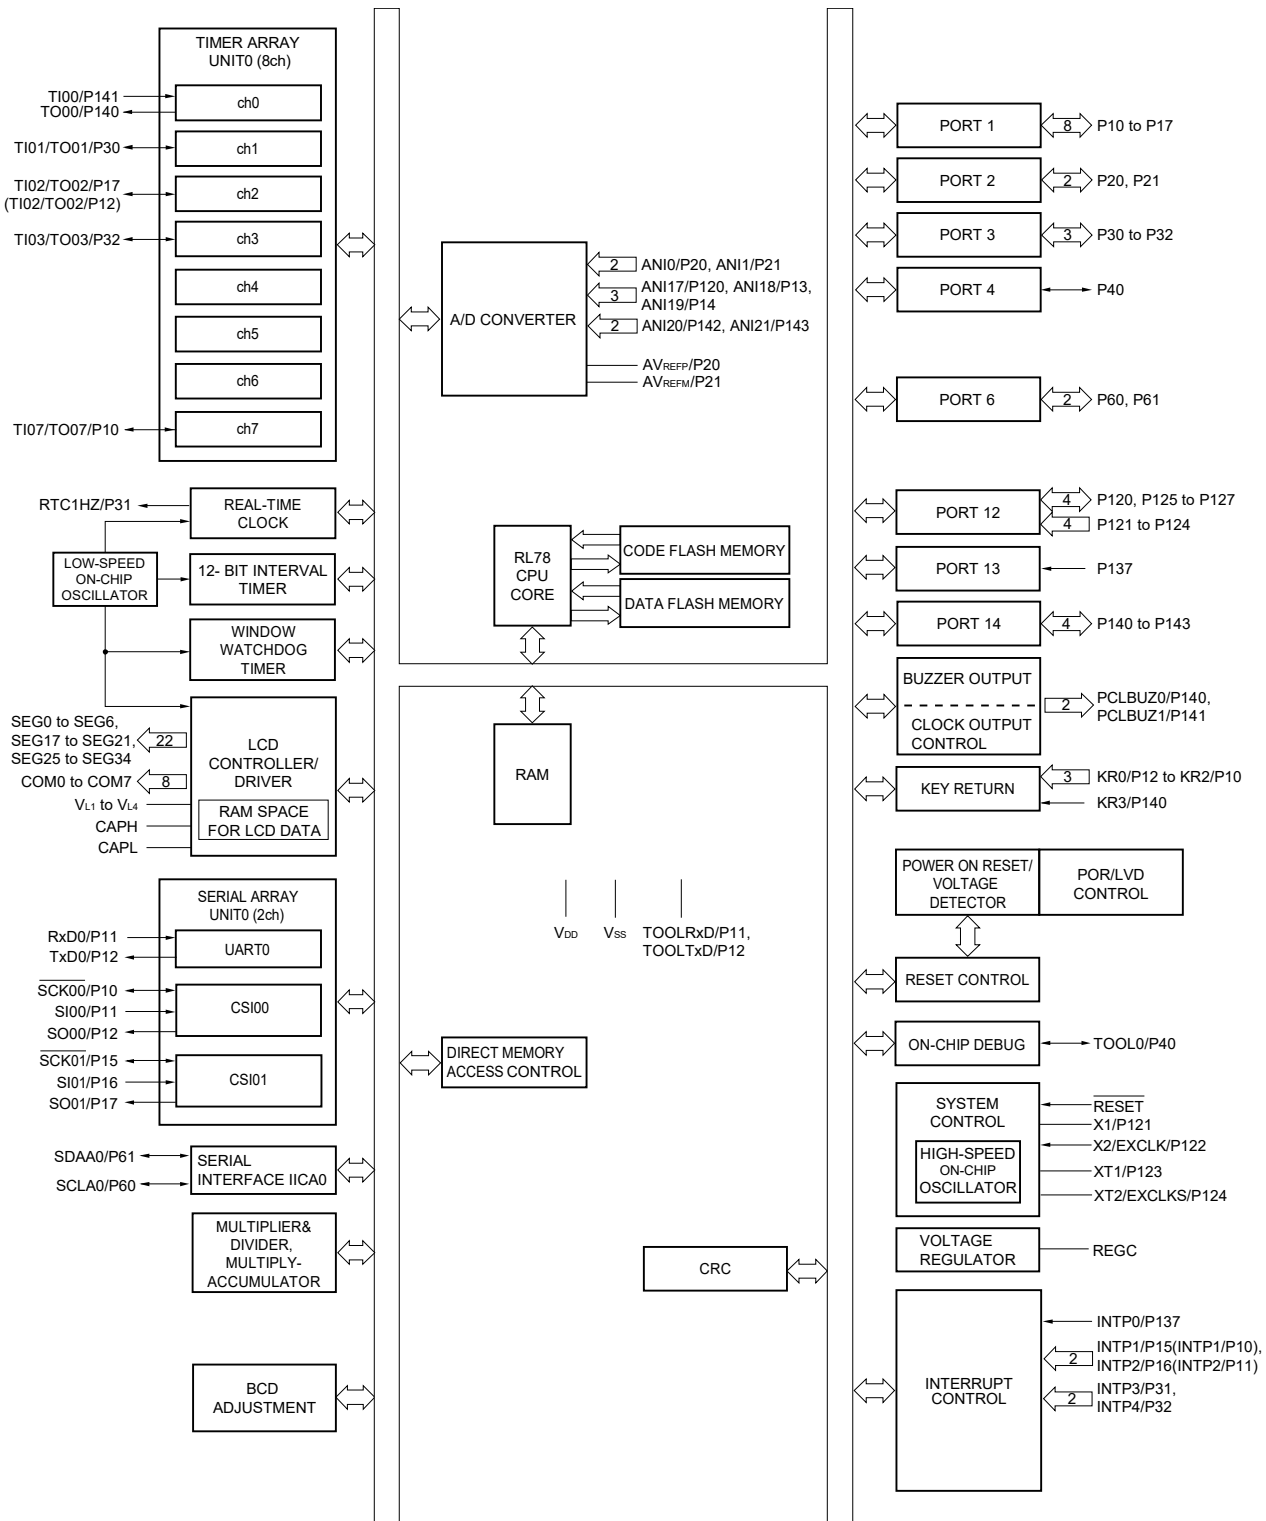 TIMER ARRAY
UNIT0 (8ch)
TI00/P141
TO00/P140
ch0
TI01/TO01/P30
ch1
TI02/TO02/P17
(TI02/TO02/P12)
ch2
TI03/TO03/P32
ch3
ch4
ch5
ch6
TI07/TO07/P10
ch7
RTC1HZ/P31
REAL-TIME
CLOCK
LOW-SPEED
ON-CHIP
OSCILLATOR
12- BIT INTERVAL
TIMER
WINDOW
WATCHDOG
TIMER
SEG0 to SEG6,
SEG17 to SEG21,
SEG25 to SEG34
22
COM0 to COM7
8
VL1 to VL4
CAPH
CAPL
LCD
CONTROLLER/
DRIVER
RAM SPACE
FOR LCD DATA
SERIAL ARRAY
UNIT0 (2ch)
RxD0/P11
TxD0/P12
UART0
SCK00/P10
SI00/P11
SO00/P12
CSI00
SCK01/P15
SI01/P16
SO01/P17
CSI01
SDAA0/P61
SCLA0/P60
SERIAL
INTERFACE IICA0
MULTIPLIER&
DIVIDER,
MULTIPLY-
ACCUMULATOR
BCD
ADJUSTMENT
A/D CONVERTER
2
ANI0/P20, ANI1/P21
3
ANI17/P120, ANI18/P13,
ANI19/P14
2
ANI20/P142, ANI21/P143
AVREFP/P20
AVREFM/P21
RL78
CPU
CORE
CODE FLASH MEMORY
DATA FLASH MEMORY
RAM
VDD
VSS
TOOLRxD/P11,
TOOLTxD/P12
DIRECT MEMORY
ACCESS CONTROL
CRC
PORT 1
8
P10 to P17
PORT 2
2
P20, P21
PORT 3
3
P30 to P32
PORT 4
P40
PORT 6
2
P60, P61
PORT 12
4
P120, P125 to P127
4
P121 to P124
PORT 13
P137
PORT 14
4
P140 to P143
BUZZER OUTPUT
CLOCK OUTPUT
CONTROL
2
PCLBUZ0/P140,
PCLBUZ1/P141
KEY RETURN
3
KR0/P12 to KR2/P10
KR3/P140
POWER ON RESET/
VOLTAGE
DETECTOR
POR/LVD
CONTROL
RESET CONTROL
ON-CHIP DEBUG
TOOL0/P40
SYSTEM
CONTROL
HIGH-SPEED
ON-CHIP
OSCILLATOR
RESET
X1/P121
X2/EXCLK/P122
XT1/P123
XT2/EXCLKS/P124
VOLTAGE
REGULATOR
REGC
INTERRUPT
CONTROL
INTP0/P137
2
INTP1/P15(INTP1/P10),
INTP2/P16(INTP2/P11)
2
INTP3/P31,
INTP4/P32